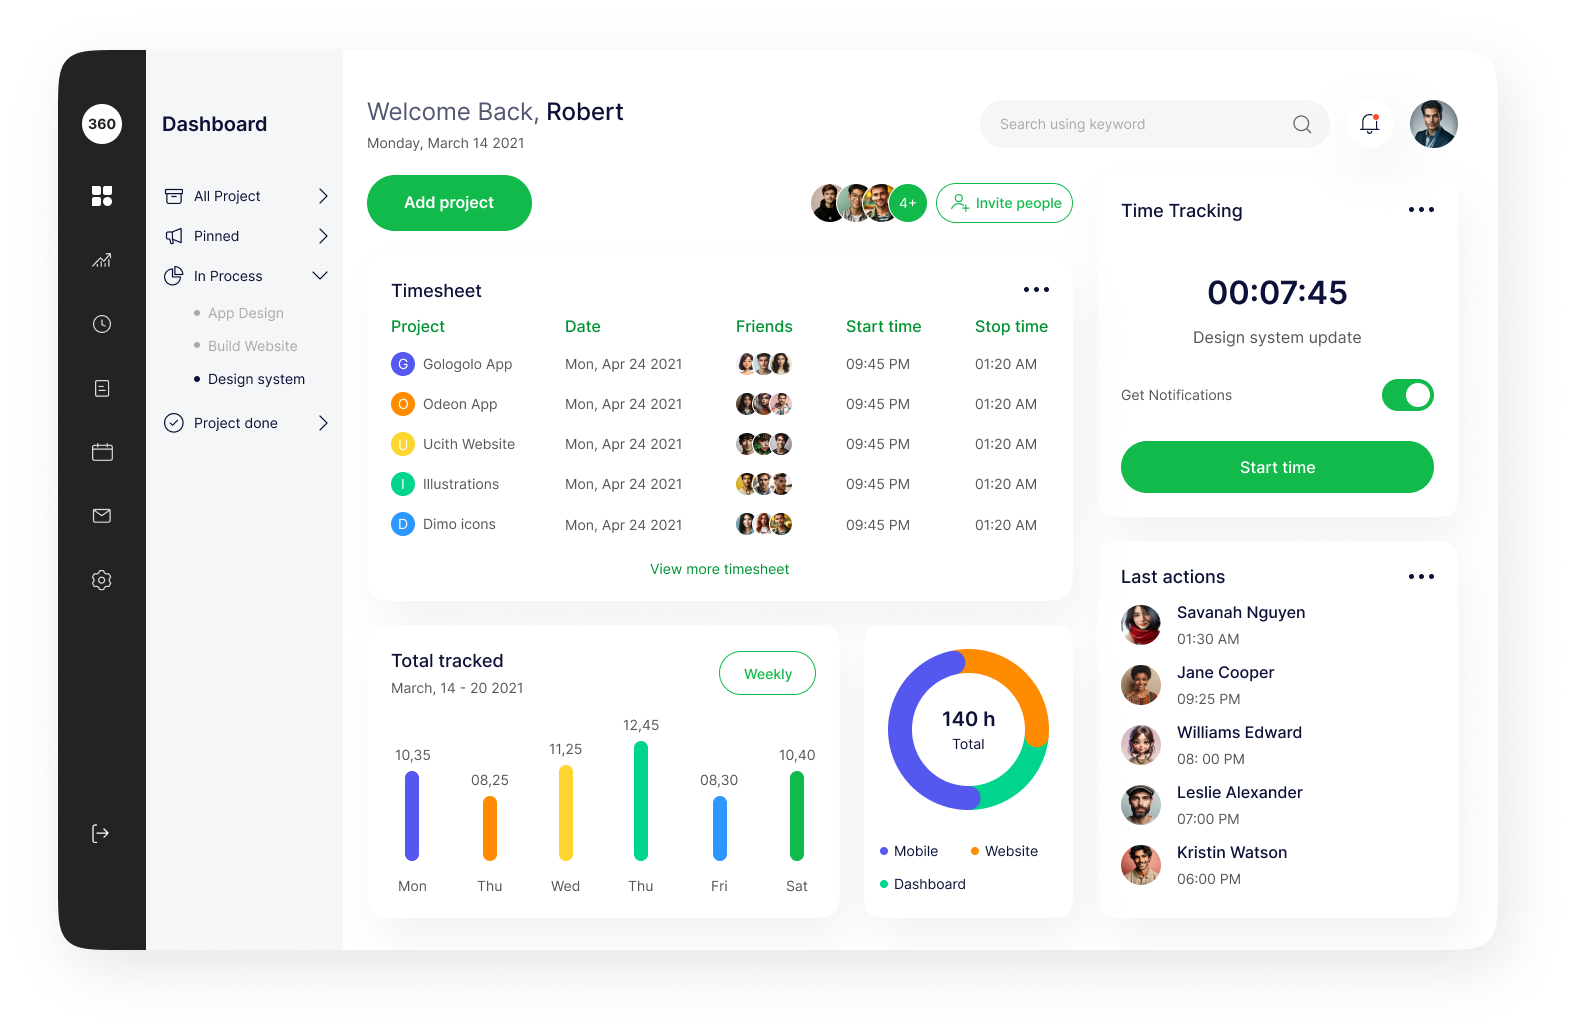 360
Dashboard
All Project
Pinned
In Process
App Design
Build Website
Design system
Project done
Welcome Back, Robert
Monday, March 14 2021
Search using keyword
Add project
4+
Invite people
Timesheet
Project Date Friends Start time Stop time
G Gologolo App Mon, Apr 24 2021 09:45 PM 01:20 AM
O Odeon App Mon, Apr 24 2021 09:45 PM 01:20 AM
U Ucith Website Mon, Apr 24 2021 09:45 PM 01:20 AM
I Illustrations Mon, Apr 24 2021 09:45 PM 01:20 AM
D Dimo icons Mon, Apr 24 2021 09:45 PM 01:20 AM
View more timesheet
Time Tracking
00:07:45
Design system update
Get Notifications
Start time
Total tracked
March, 14 - 20 2021
Weekly
10,35 08,25 11,25 12,45 08,30 10,40
Mon Thu Wed Thu Fri Sat
140 h
Total
Mobile Website
Dashboard
Last actions
Savanah Nguyen
01:30 AM
Jane Cooper
09:25 PM
Williams Edward
08: 00 PM
Leslie Alexander
07:00 PM
Kristin Watson
06:00 PM